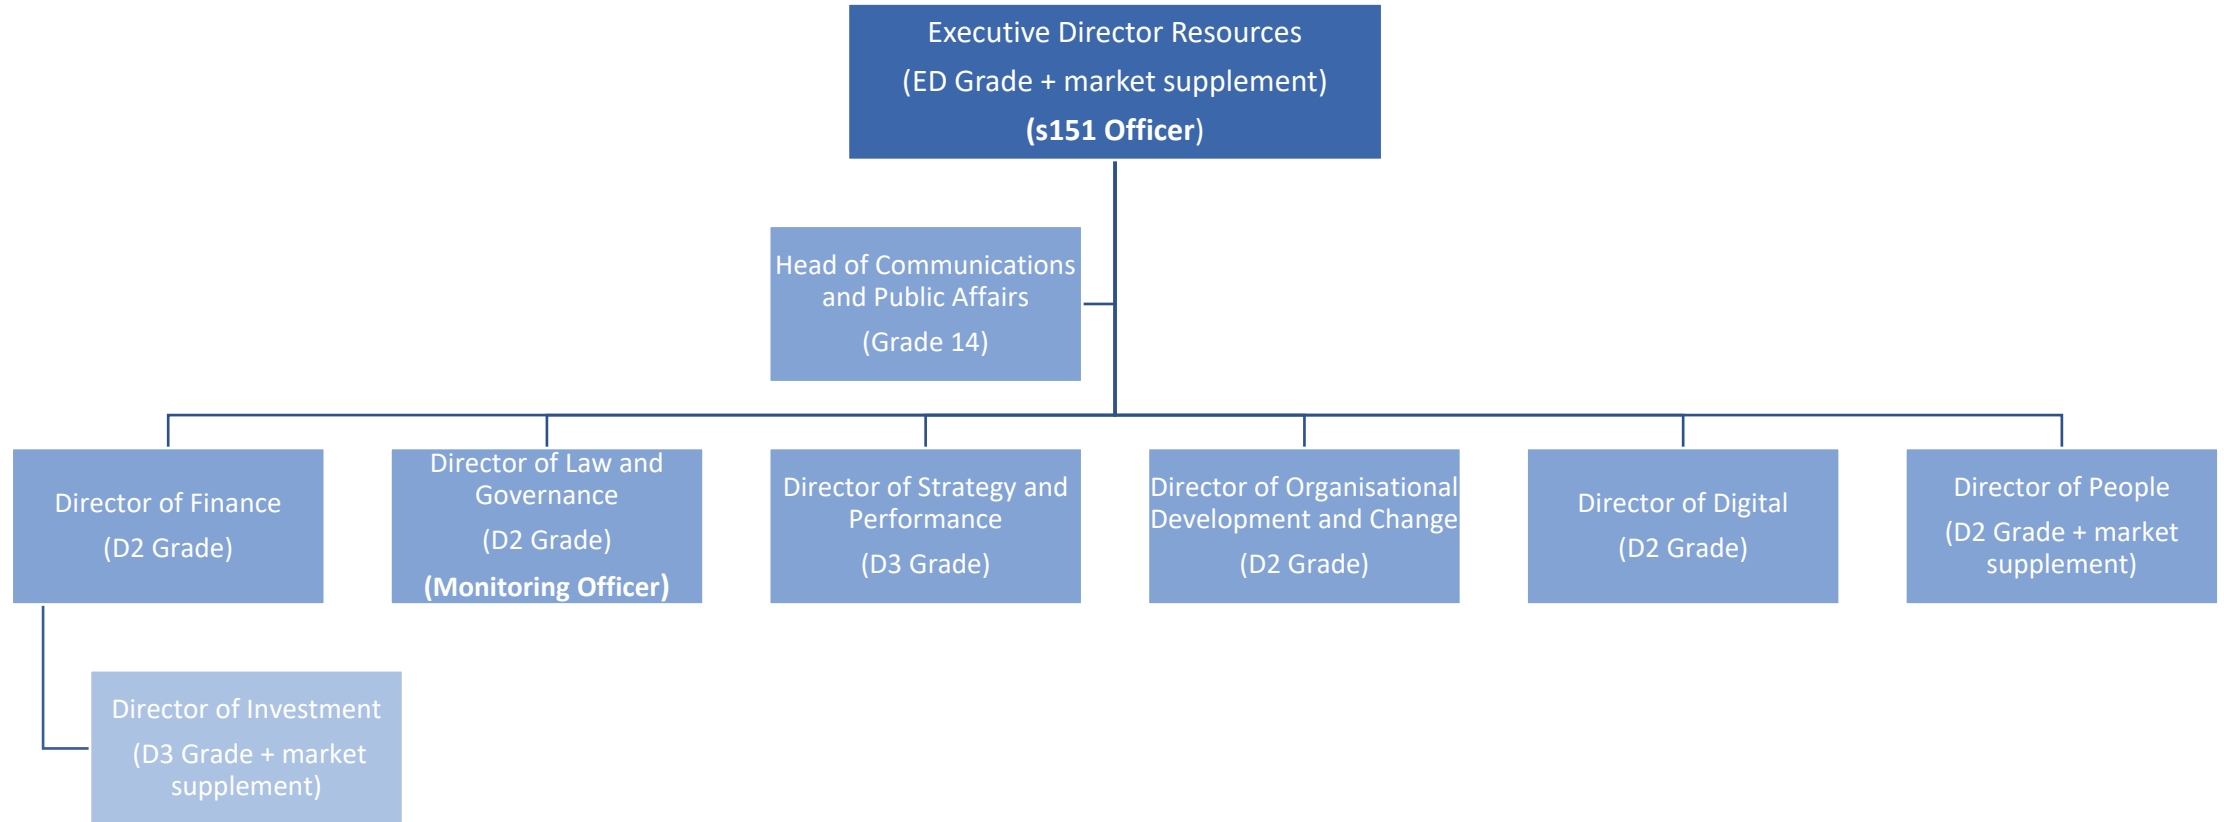 Executive Director Resources
(ED Grade + market supplement)
(s151 Officer)
Head of Communications
and Public Affairs
(Grade 14)
Director of Finance
(D2 Grade)
Director of Law and
Governance
(D2 Grade)
(Monitoring Officer)
Director of Strategy and
Performance
(D3 Grade)
Director of Organisational
Development and Change
(D2 Grade)
Director of Digital
(D2 Grade)
Director of People
(D2 Grade + market
supplement)
Director of Investment
(D3 Grade + market
supplement)